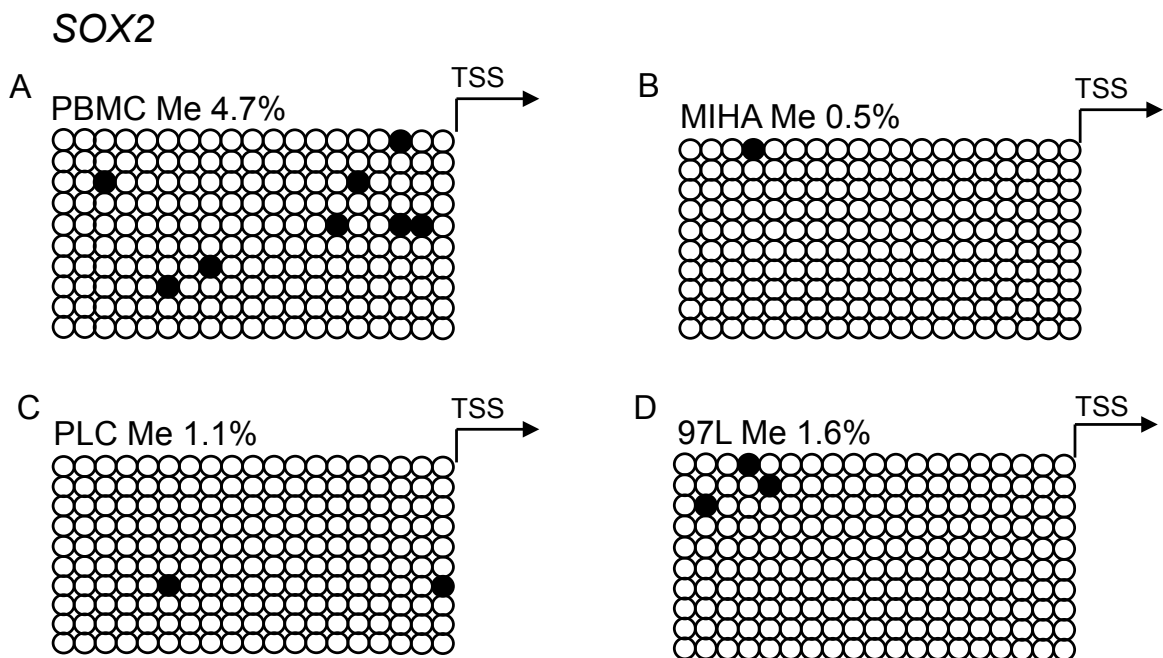 SOX2
A
TSS
PBMC Me 4.7%
B
TSS
MIHA Me 0.5%
C
TSS
PLC Me 1.1%
D
TSS
97L Me 1.6%